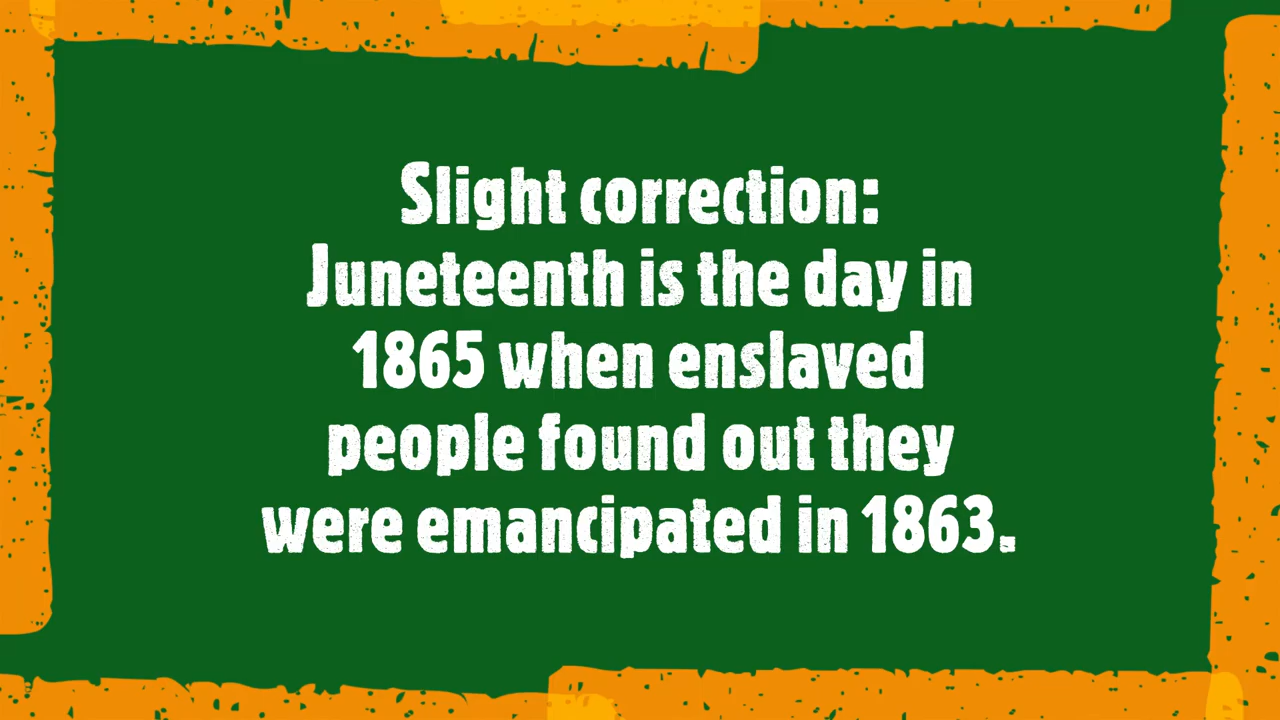 Slight correction:
Juneteenth is the day in
1865 when enslaved
people found out they
were emancipated in 1863.